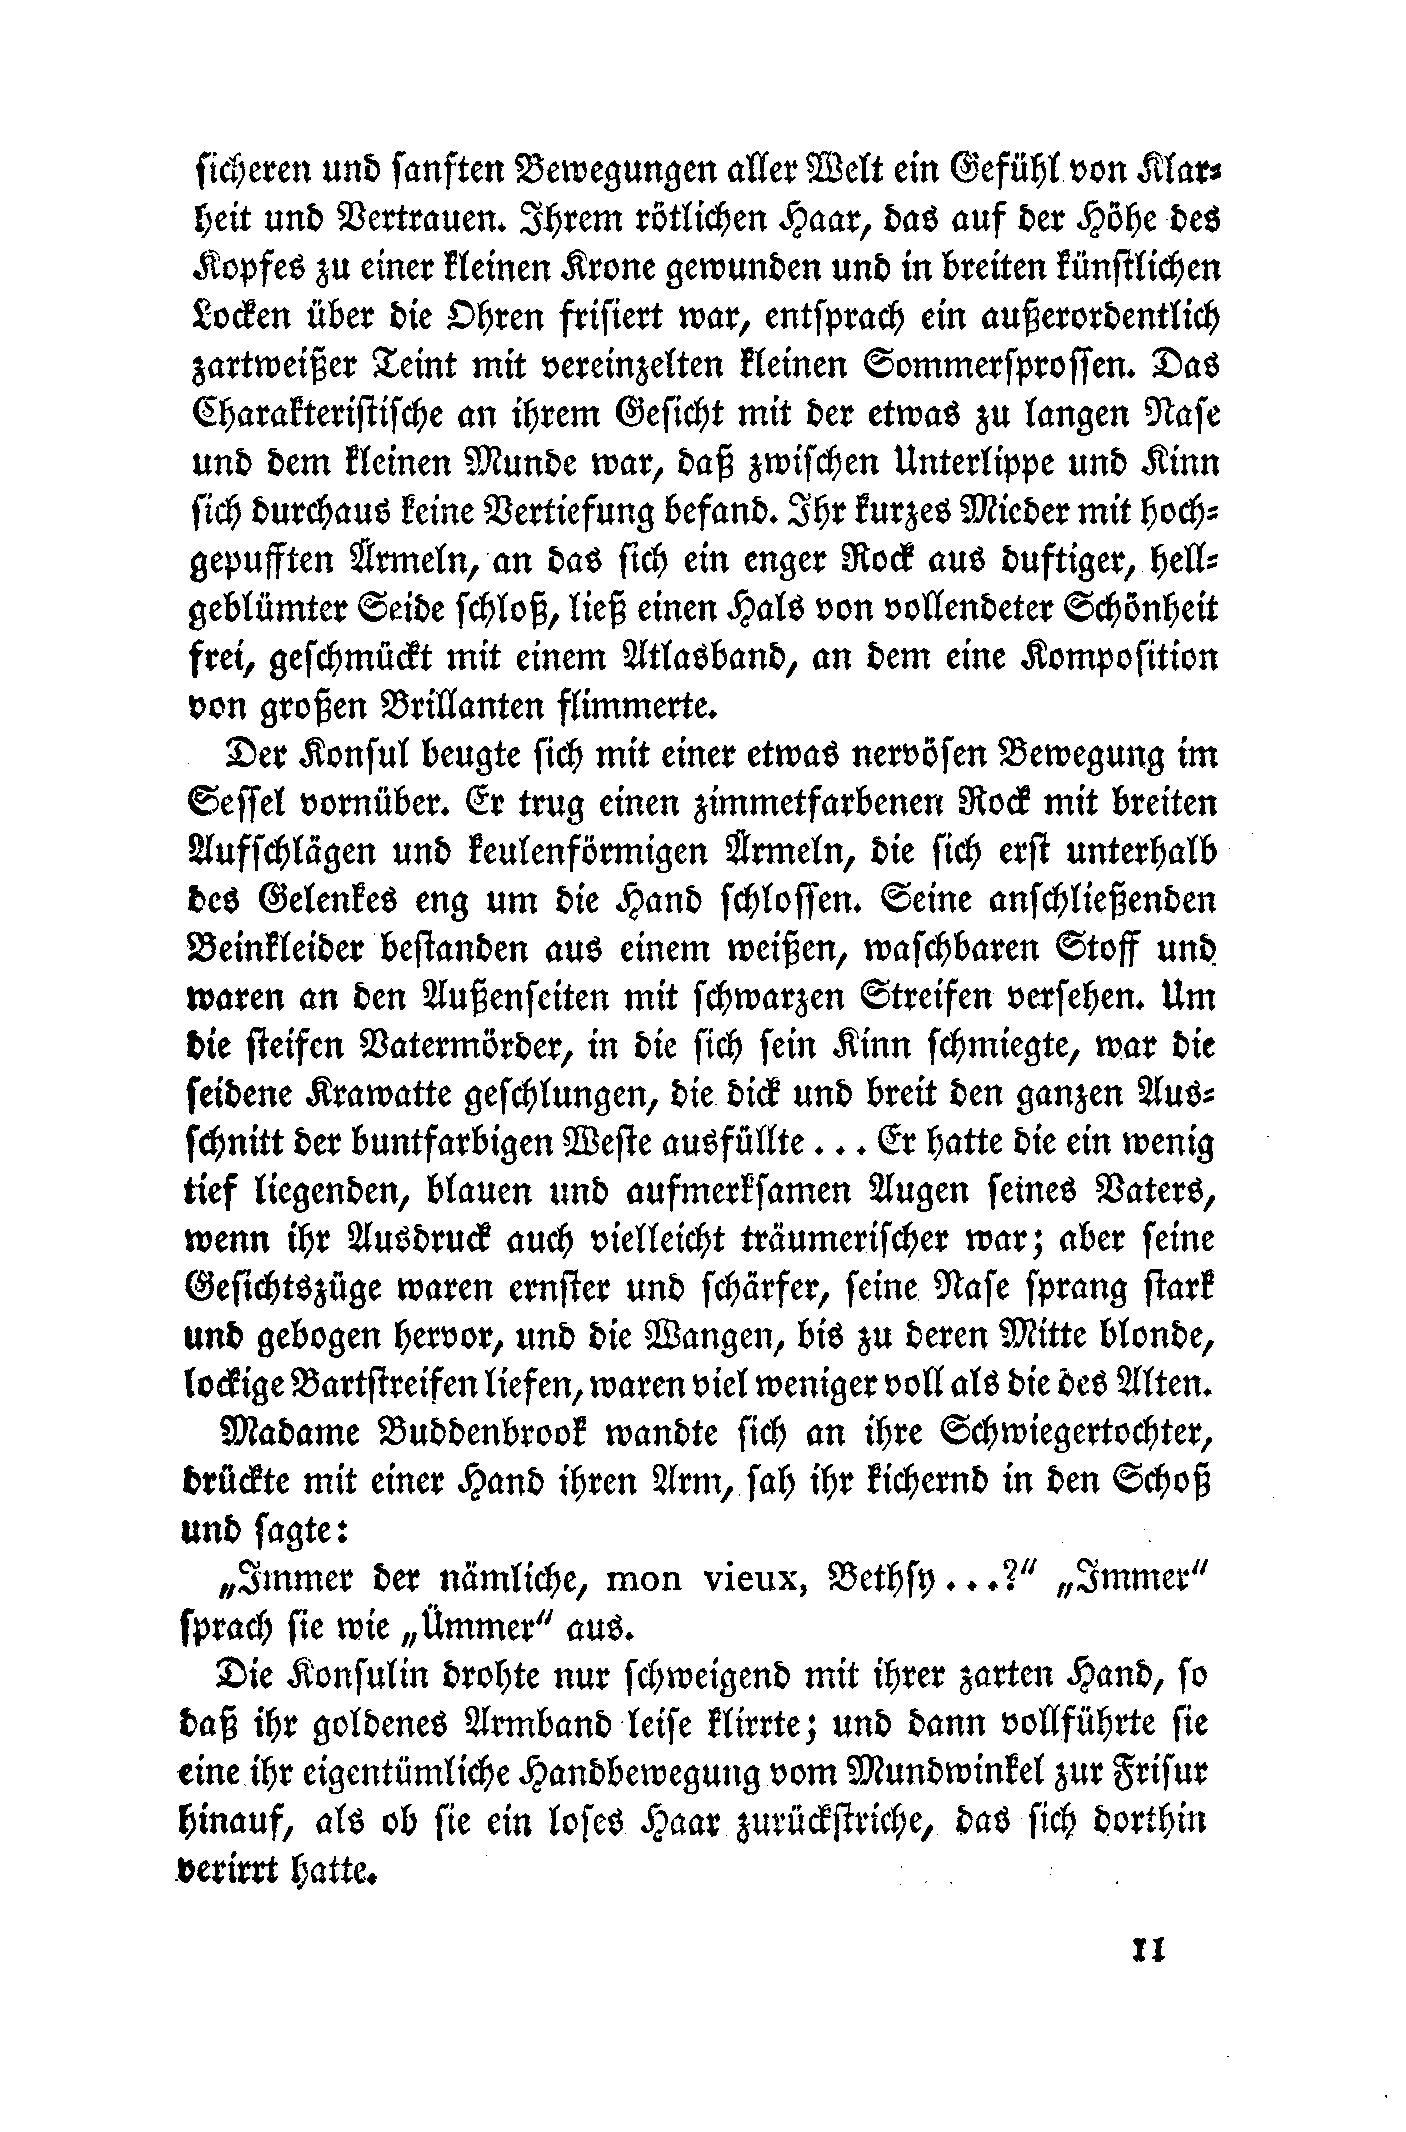 sicheren und sanften Bewegungen aller Welt ein Gefühl von Klar-
heit und Vertrauen. Ihrem rötlichen Haar, das auf der Höhe des
Kopfes zu einer kleinen Krone gewunden und in breiten künstlichen
Locken über die Ohren frisiert war, entsprach ein außerordentlich
zartweißer Teint mit vereinzelten kleinen Sommersprossen. Das
Charakteristische an ihrem Gesicht mit der etwas zu langen Nase
und dem kleinen Munde war, daß zwischen Unterlippe und Kinn
sich durchaus keine Vertiefung befand. Ihr kurzes Mieder mit hoch-
gepufften Ärmeln, an das sich ein enger Rock aus duftiger, hell-
geblümter Seide schloß, ließ einen Hals von vollendeter Schönheit
frei, geschmückt mit einem Atlasband, an dem eine Komposition
von großen Brillanten flimmerte.
Der Konsul beugte sich mit einer etwas nervösen Bewegung im
Sessel vornüber. Er trug einen zimmetfarbenen Rock mit breiten
Aufschlägen und keulenförmigen Ärmeln, die sich erst unterhalb
des Gelenkes eng um die Hand schlossen. Seine anschließenden
Beinkleider bestanden aus einem weißen, waschbaren Stoff und
waren an den Außenseiten mit schwarzen Streifen versehen. Um
die steifen Vatermörder, in die sich sein Kinn schmiegte, war die
seidene Krawatte geschlungen, die dick und breit den ganzen Aus-
schnitt der buntfarbigen Weste ausfüllte... Er hatte die ein wenig
tief liegenden, blauen und aufmerksamen Augen seines Vaters,
wenn ihr Ausdruck auch vielleicht träumerischer war; aber seine
Gesichtszüge waren ernster und schärfer, seine Nase sprang stark
und gebogen hervor, und die Wangen, bis zu deren Mitte blonde,
lockige Bartstreifen liefen, waren viel weniger voll als die des Alten.
Madame Buddenbrook wandte sich an ihre Schwiegertochter,
drückte mit einer Hand ihren Arm, sah ihr kichernd in den Schoß
und sagte:
„Immer der nämliche, mon vieux, Bethsy...?“ „Immer“
sprach sie wie „Ümmer“ aus.
Die Konsulin drohte nur schweigend mit ihrer zarten Hand, so
daß ihr goldenes Armband leise klirrte; und dann vollführte sie
eine ihr eigentümliche Handbewegung vom Mundwinkel zur Frisur
hinauf, als ob sie ein loses Haar zurückstriche, das sich dorthin
verirrt hatte.
11